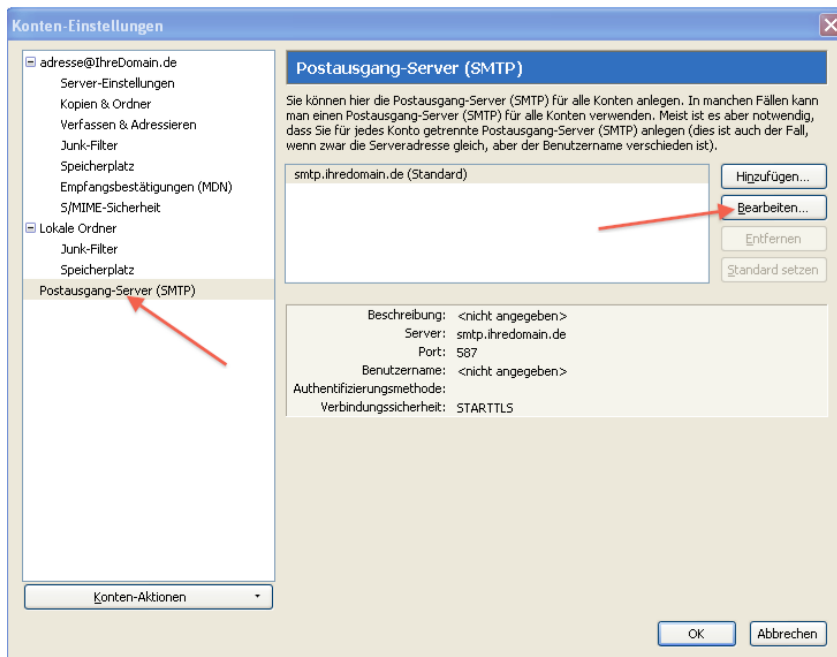 Konten-Einstellungen
adresse@IhreDomain.de
Server-Einstellungen
Kopien & Ordner
Verfassen & Adressieren
Junk-Filter
Speicherplatz
Empfangsbestätigungen (MDN)
S/MIME-Sicherheit
Lokale Ordner
Junk-Filter
Speicherplatz
Postausgang-Server (SMTP)
Konten-Aktionen
Postausgang-Server (SMTP)
Sie können hier die Postausgang-Server (SMTP) für alle Konten anlegen. In manchen Fällen kann
man einen Postausgang-Server (SMTP) für alle Konten verwenden. Meist ist es aber notwendig,
dass Sie für jedes Konto getrennte Postausgang-Server (SMTP) anlegen (dies ist auch der Fall,
wenn zwar die Serveradresse gleich, aber der Benutzername verschieden ist).
smtp.ihredomain.de (Standard)
Hinzufügen...
Bearbeiten...
Entfernen
Standard setzen
Beschreibung: <nicht angegeben>
Server: smtp.ihredomain.de
Port: 587
Benutzername: <nicht angegeben>
Authentifizierungsmethode:
Verbindungssicherheit: STARTTLS
OK
Abbrechen